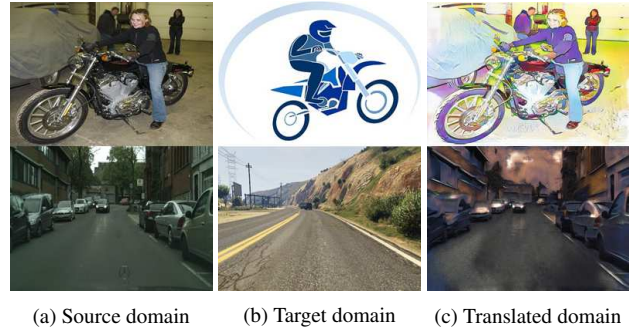 (a) Source domain
(b) Target domain
(c) Translated domain